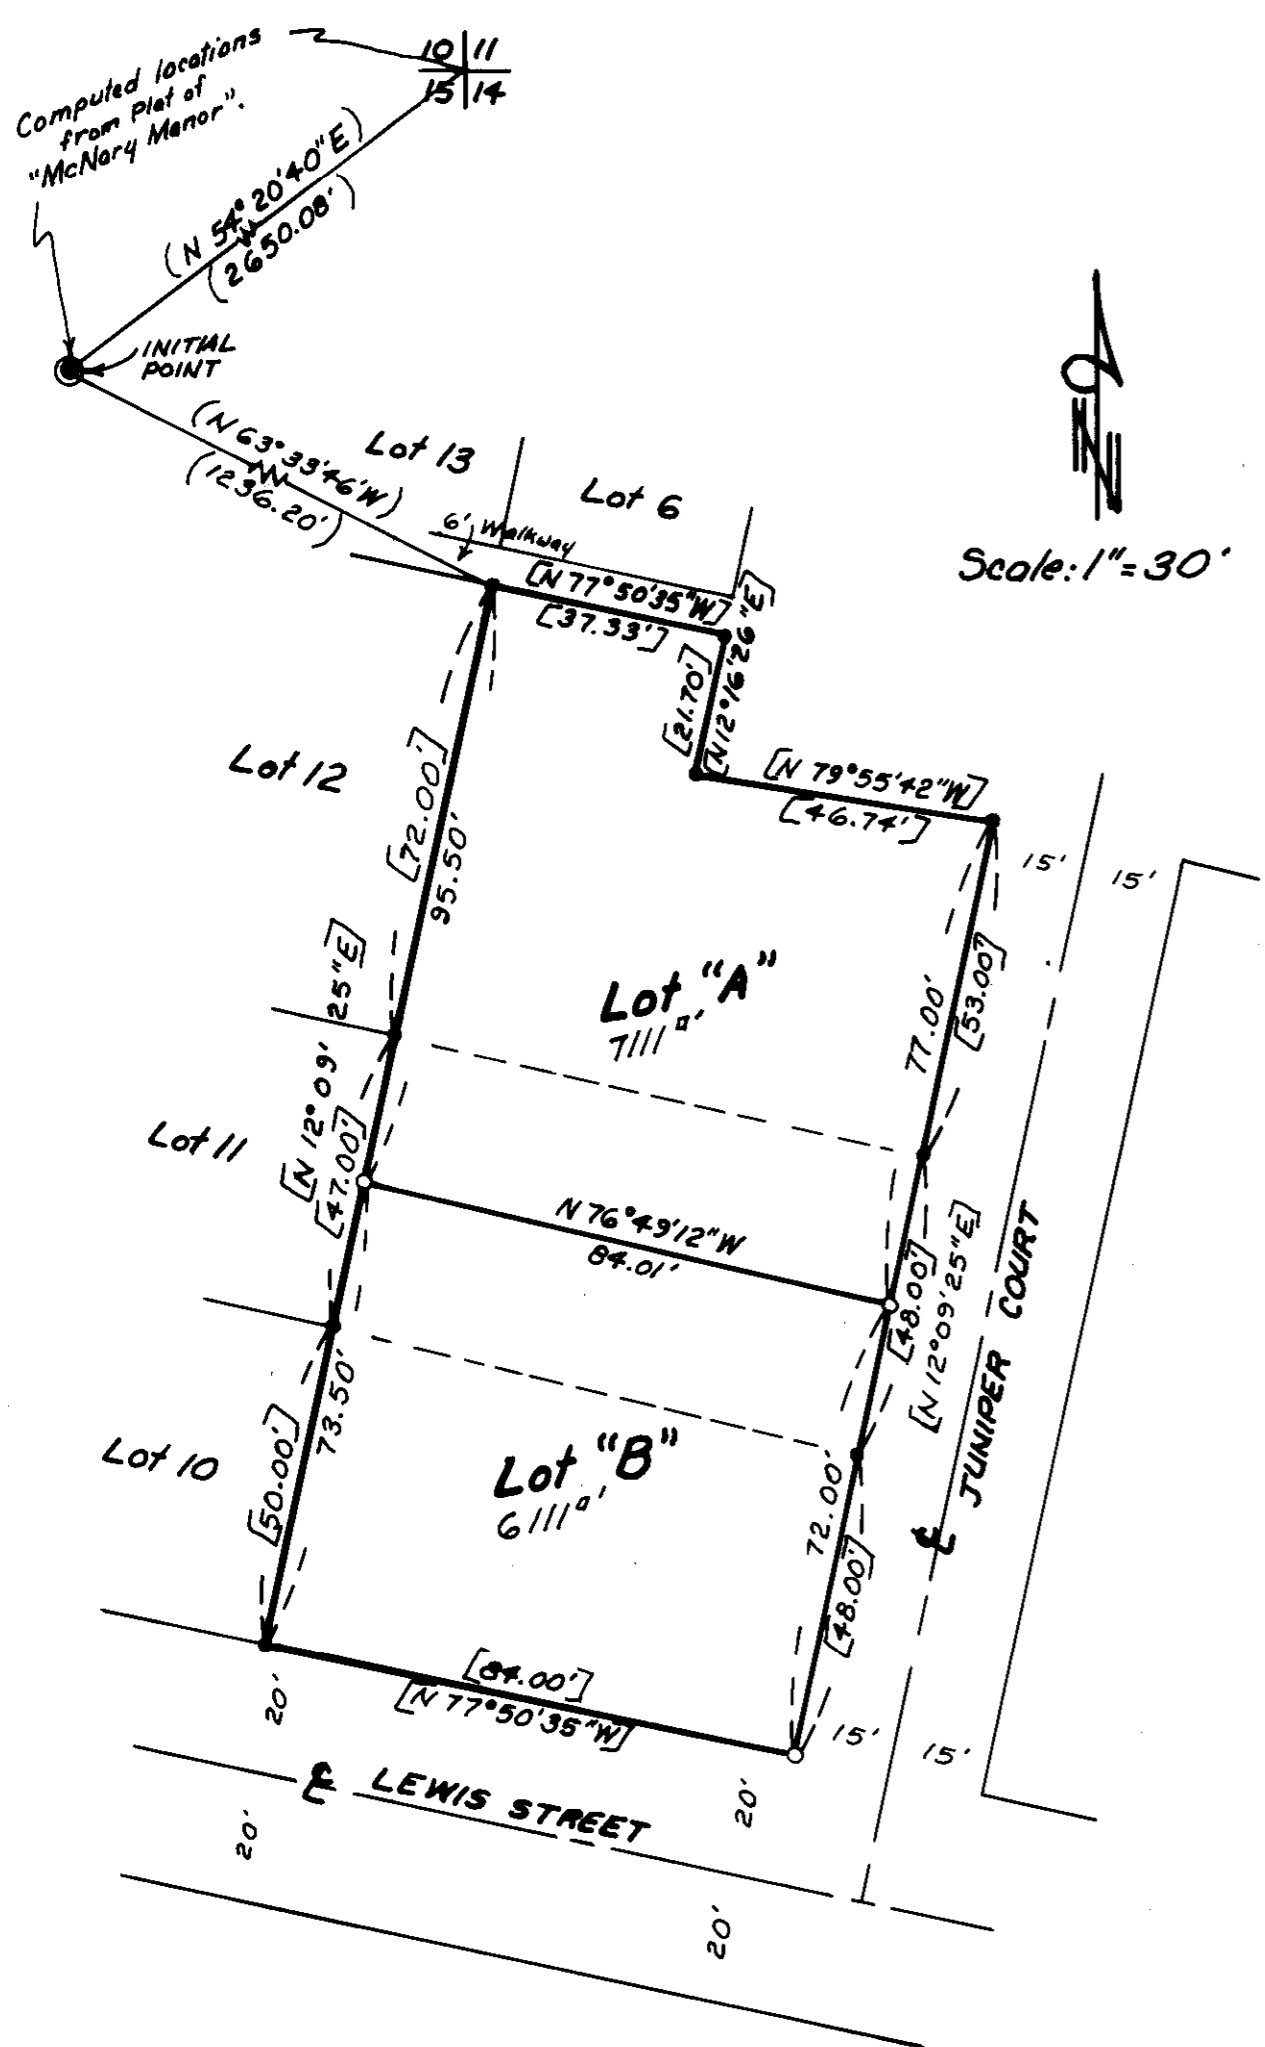 Computed locations
from Plat of
"McNary Manor".
10 11
15 14
(N 54° 20' 40" E)
(2650.08')
INITIAL
POINT
(N 63° 33' 46" W)
(1236.20')
Lot 13
Lot 6
6' Walkway
N
Scale: 1" = 30'
[N 77° 50' 35" W]
[37.33']
[21.70']
[N 12° 16' 26" E]
[N 79° 55' 42" W]
[46.74']
Lot 12
[72.00']
95.50'
15'
15'
Lot "A"
7111 □'
77.00'
[53.00']
[N 12° 09' 25" E]
[47.00']
Lot 11
N 76° 49' 12" W
84.01'
[48.00']
[N 12° 09' 25" E]
JUNIPER COURT
℄
73.50'
Lot 10
[50.00']
Lot "B"
6111 □'
72.00'
[48.00']
[84.00']
[N 77° 50' 35" W]
20'
15'
15'
℄ LEWIS STREET
20'
20'
20'